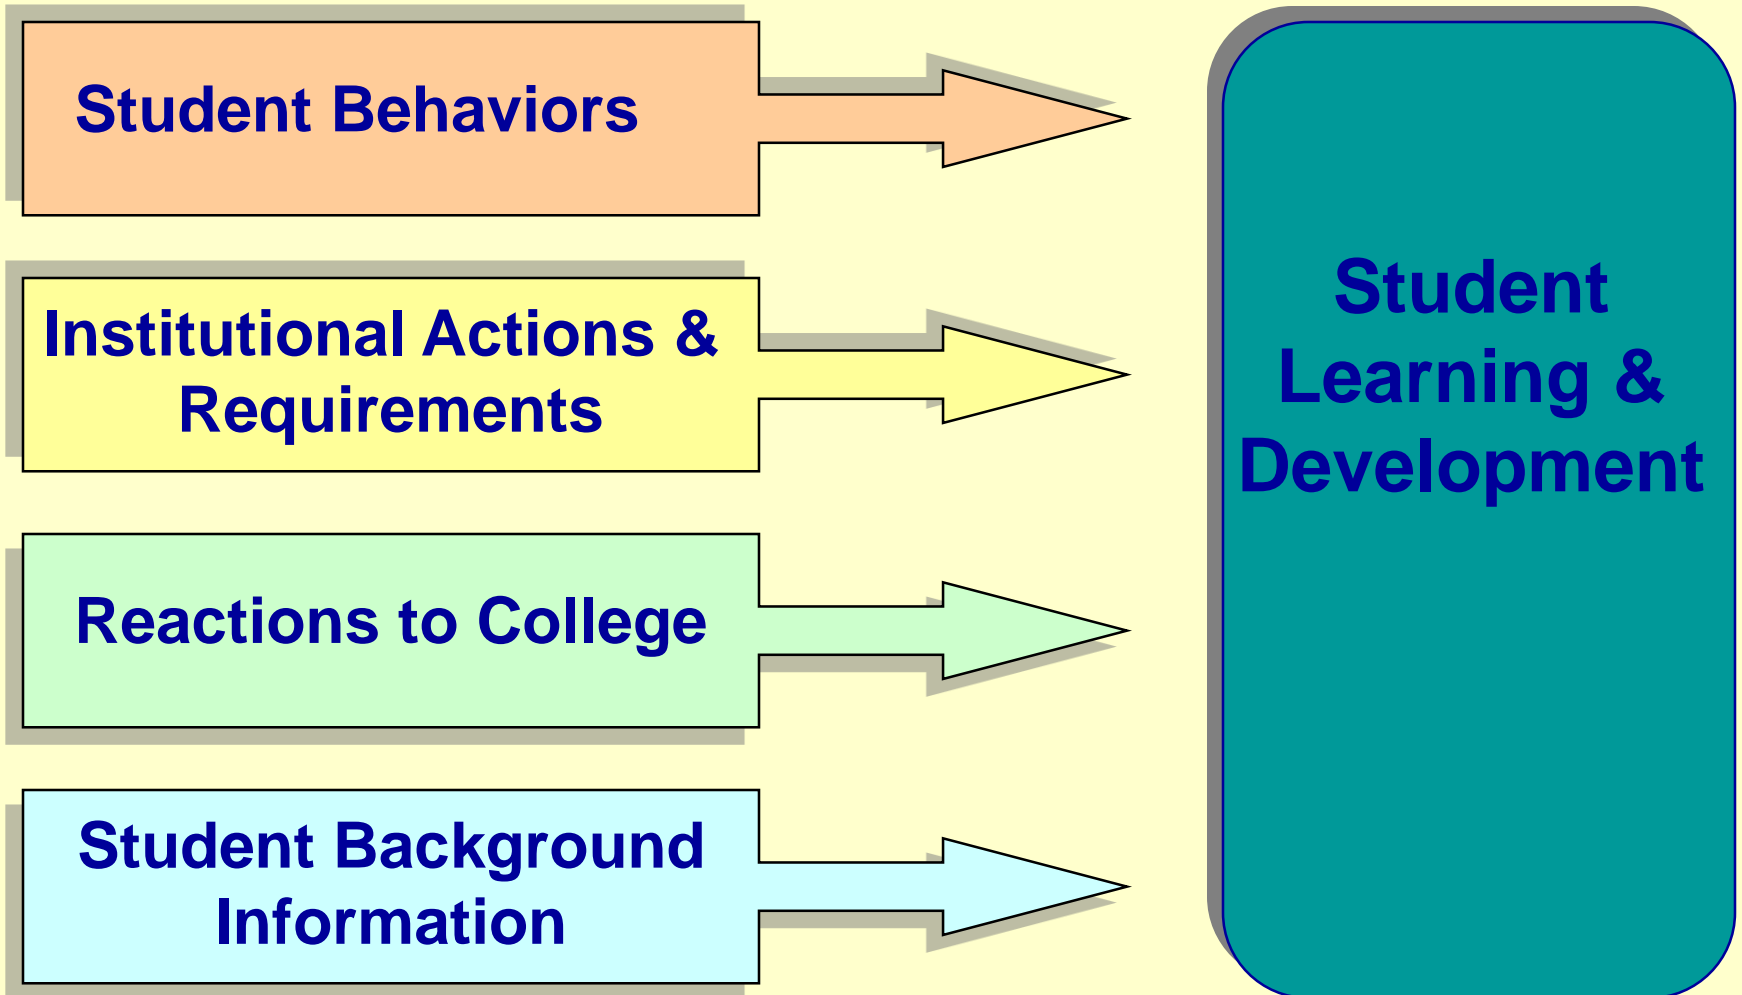 Student Behaviors
Institutional Actions &
Requirements
Reactions to College
Student Background
Information
Student
Learning &
Development